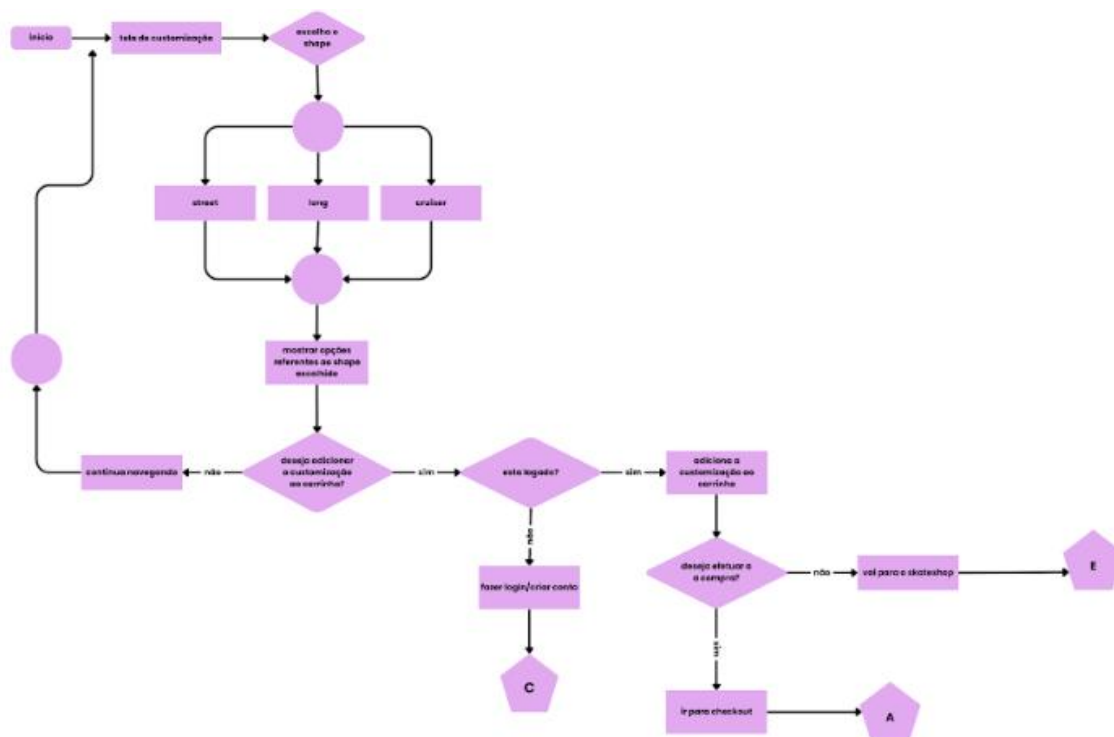 início
tela de customização
escolha o
shape
street
long
cruiser
mostrar opções
referentes ao shape
escolhido
continua navegando
não
deseja adicionar
a customização
ao carrinho?
sim
esta logado?
sim
adiciona a
customização ao
carrinho
não
fazer login/criar conta
C
deseja efetuar a
a compra?
não
vai para o skateshop
E
sim
ir para checkout
A